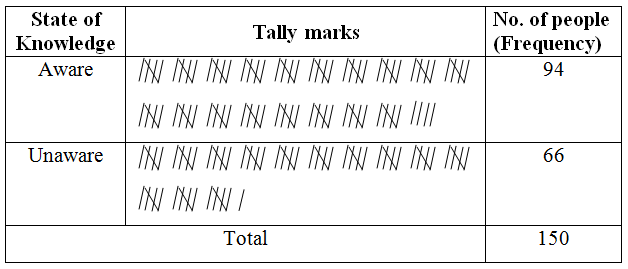 State of Knowledge
Tally marks
No. of people (Frequency)
Aware
94
Unaware
66
Total
150